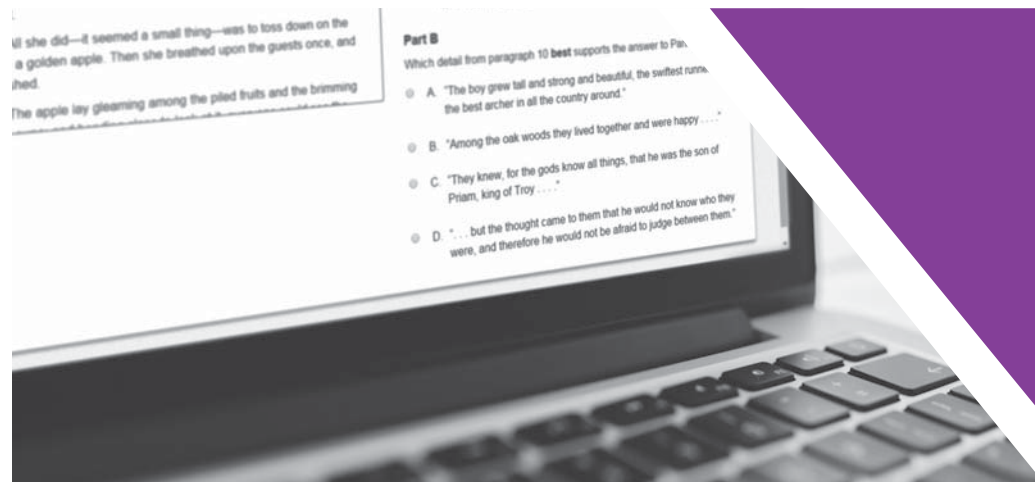 All she did—it seemed a small thing—was to toss down on the
a golden apple. Then she breathed upon the guests once, and
The apple lay gleaming among the piled fruits and the brimming
Part B
Which detail from paragraph 10 best supports the answer to
A. "The boy grew tall and strong and beautiful, the swiftest
the best archer in all the country around."
B. "Among the oak woods they lived together and were happy . . . ."
C. "They knew, for the gods know all things, that he was the son of
Priam, king of Troy . . . ."
D. ". . . but the thought came to them that he would not know who they
were, and therefore he would not be afraid to judge between them."